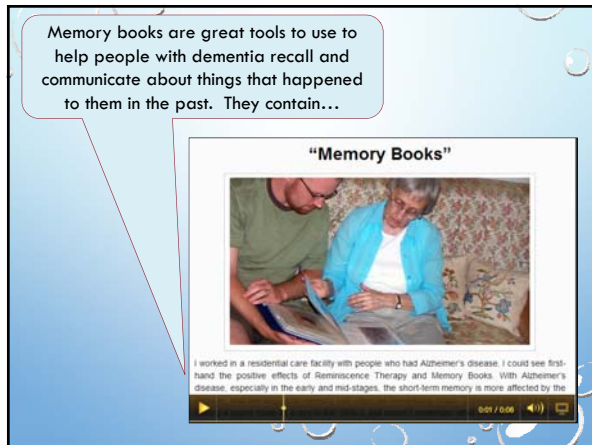 Memory books are great tools to use to
help people with dementia recall and
communicate about things that happened
to them in the past.  They contain…
“Memory Books”
I worked in a residential care facility with people who had Alzheimer's disease. I could see first-
hand the positive effects of Reminiscence Therapy and Memory Books. With Alzheimer's
disease, especially in the early and mid-stages, the short-term memory is more affected by the
0:01 / 0:06